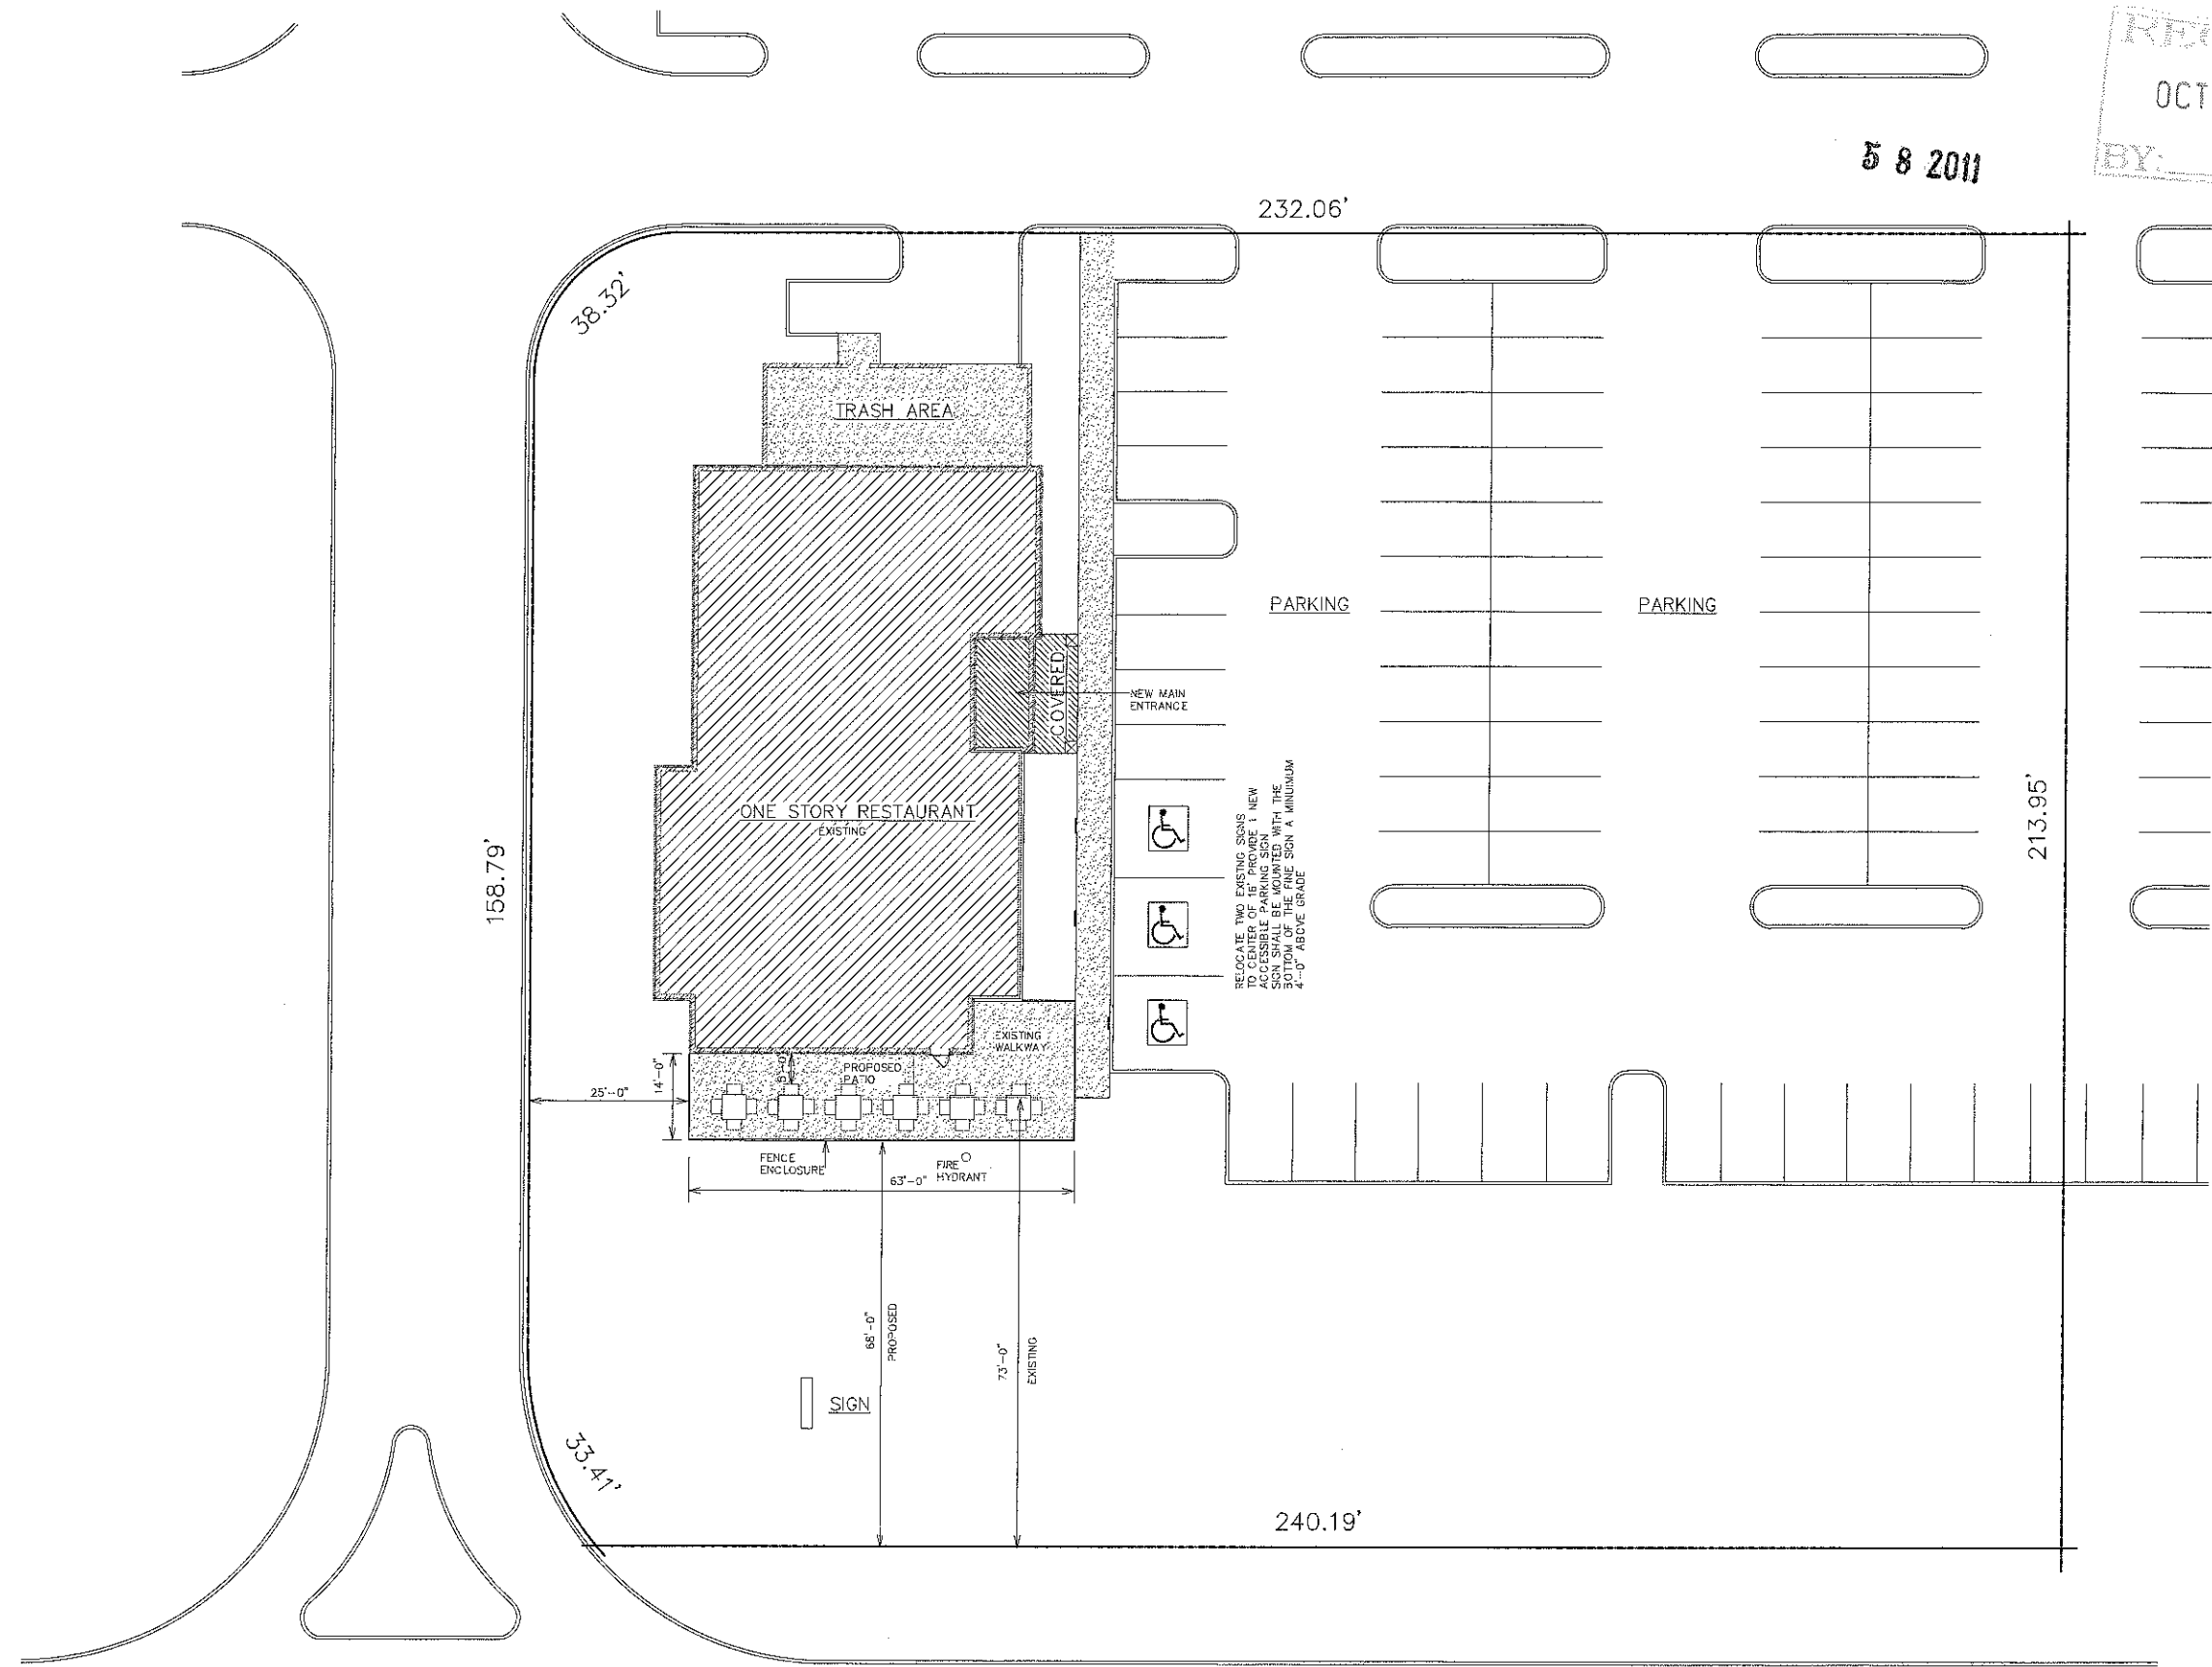 OCT
BY:
5 8 2011
232.06'
38.32'
TRASH AREA
PARKING
PARKING
COVERED
NEW MAIN
ENTRANCE
213.95'
158.79'
ONE STORY RESTAURANT
EXISTING
RELOCATE TWO EXISTING SIGNS
TO CENTER OF 16' PROVIDE 1 NEW
ACCESSIBLE PARKING SIGN
SIGN SHALL BE MOUNTED WITH THE
BOTTOM OF THE FINE SIGN A MINUIMUM
4'-0" ABOVE GRADE
EXISTING
WALKWAY
PROPOSED
PATIO
14'-0"
25'-0"
FENCE
ENCLOSURE
FIRE
HYDRANT
63'-0"
68'-0"
PROPOSED
73'-0"
EXISTING
SIGN
33.41'
240.19'